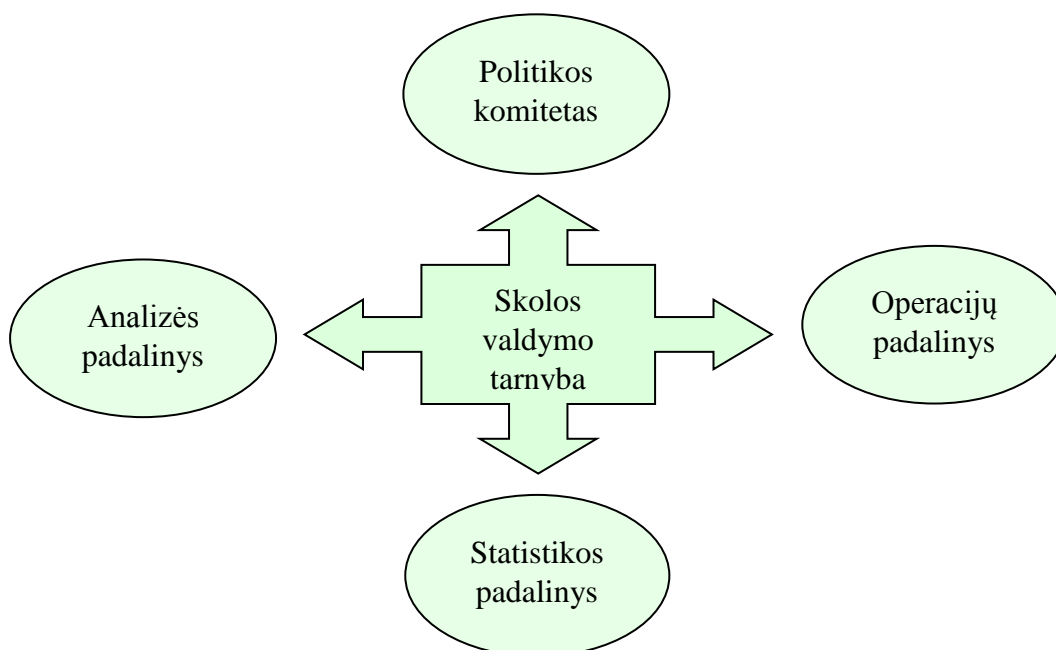 Politikos
komitetas
Analizės
padalinys
Skolos
valdymo
tarnyba
Operacijų
padalinys
Statistikos
padalinys